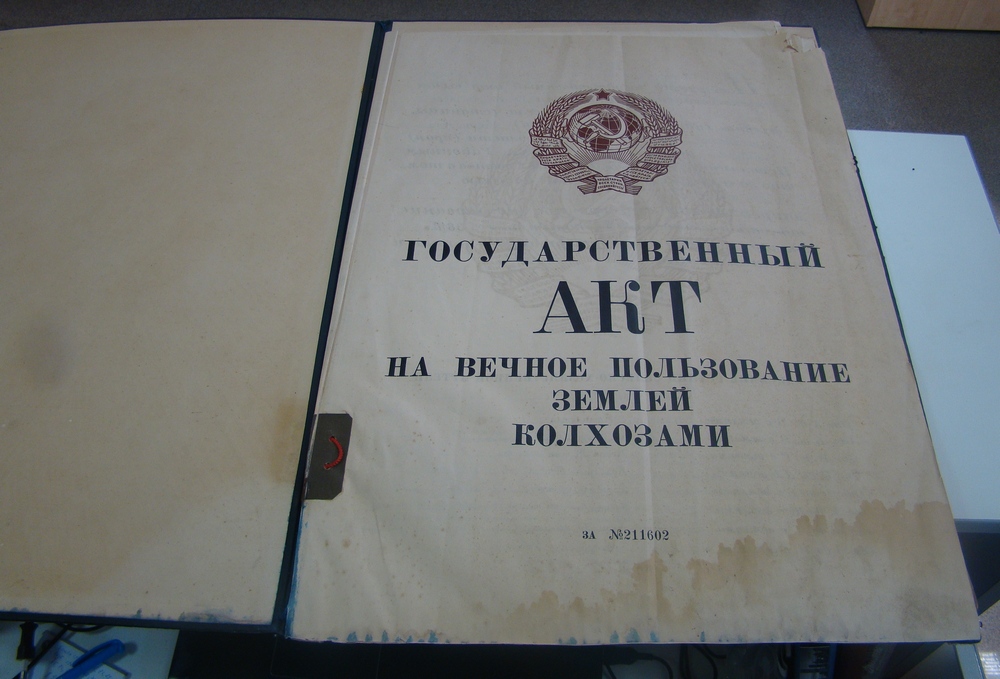 ГОСУДАРСТВЕННЫЙ
АКТ
НА ВЕЧНОЕ ПОЛЬЗОВАНИЕ
ЗЕМЛЕЙ
КОЛХОЗАМИ
ЗА №211602